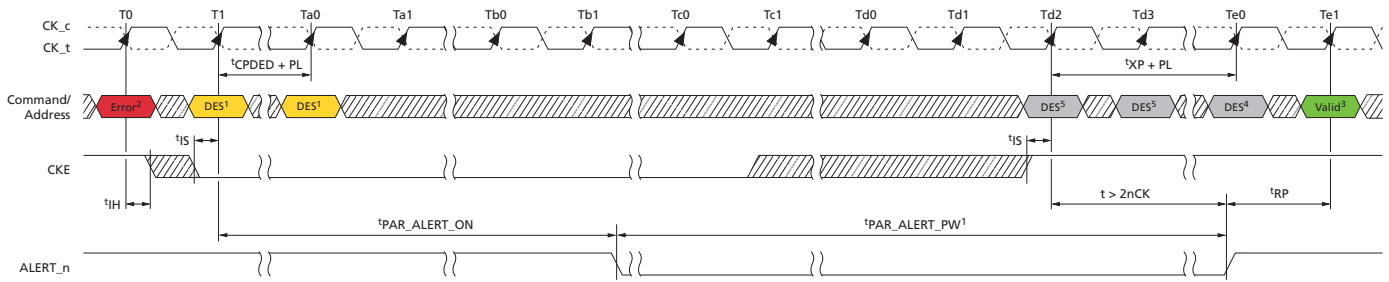 T0 T1 Ta0 Ta1 Tb0 Tb1 Tc0 Tc1 Td0 Td1 Td2 Td3 Te0 Te1
CK_c
CK_t
tCPDED + PL tXP + PL
Command/
Address
Error2 DES1 DES1 DES5 DES5 DES4 Valid3
tIS tIS
CKE
tIH t > 2nCK tRP
tPAR_ALERT_ON tPAR_ALERT_PW1
ALERT_n